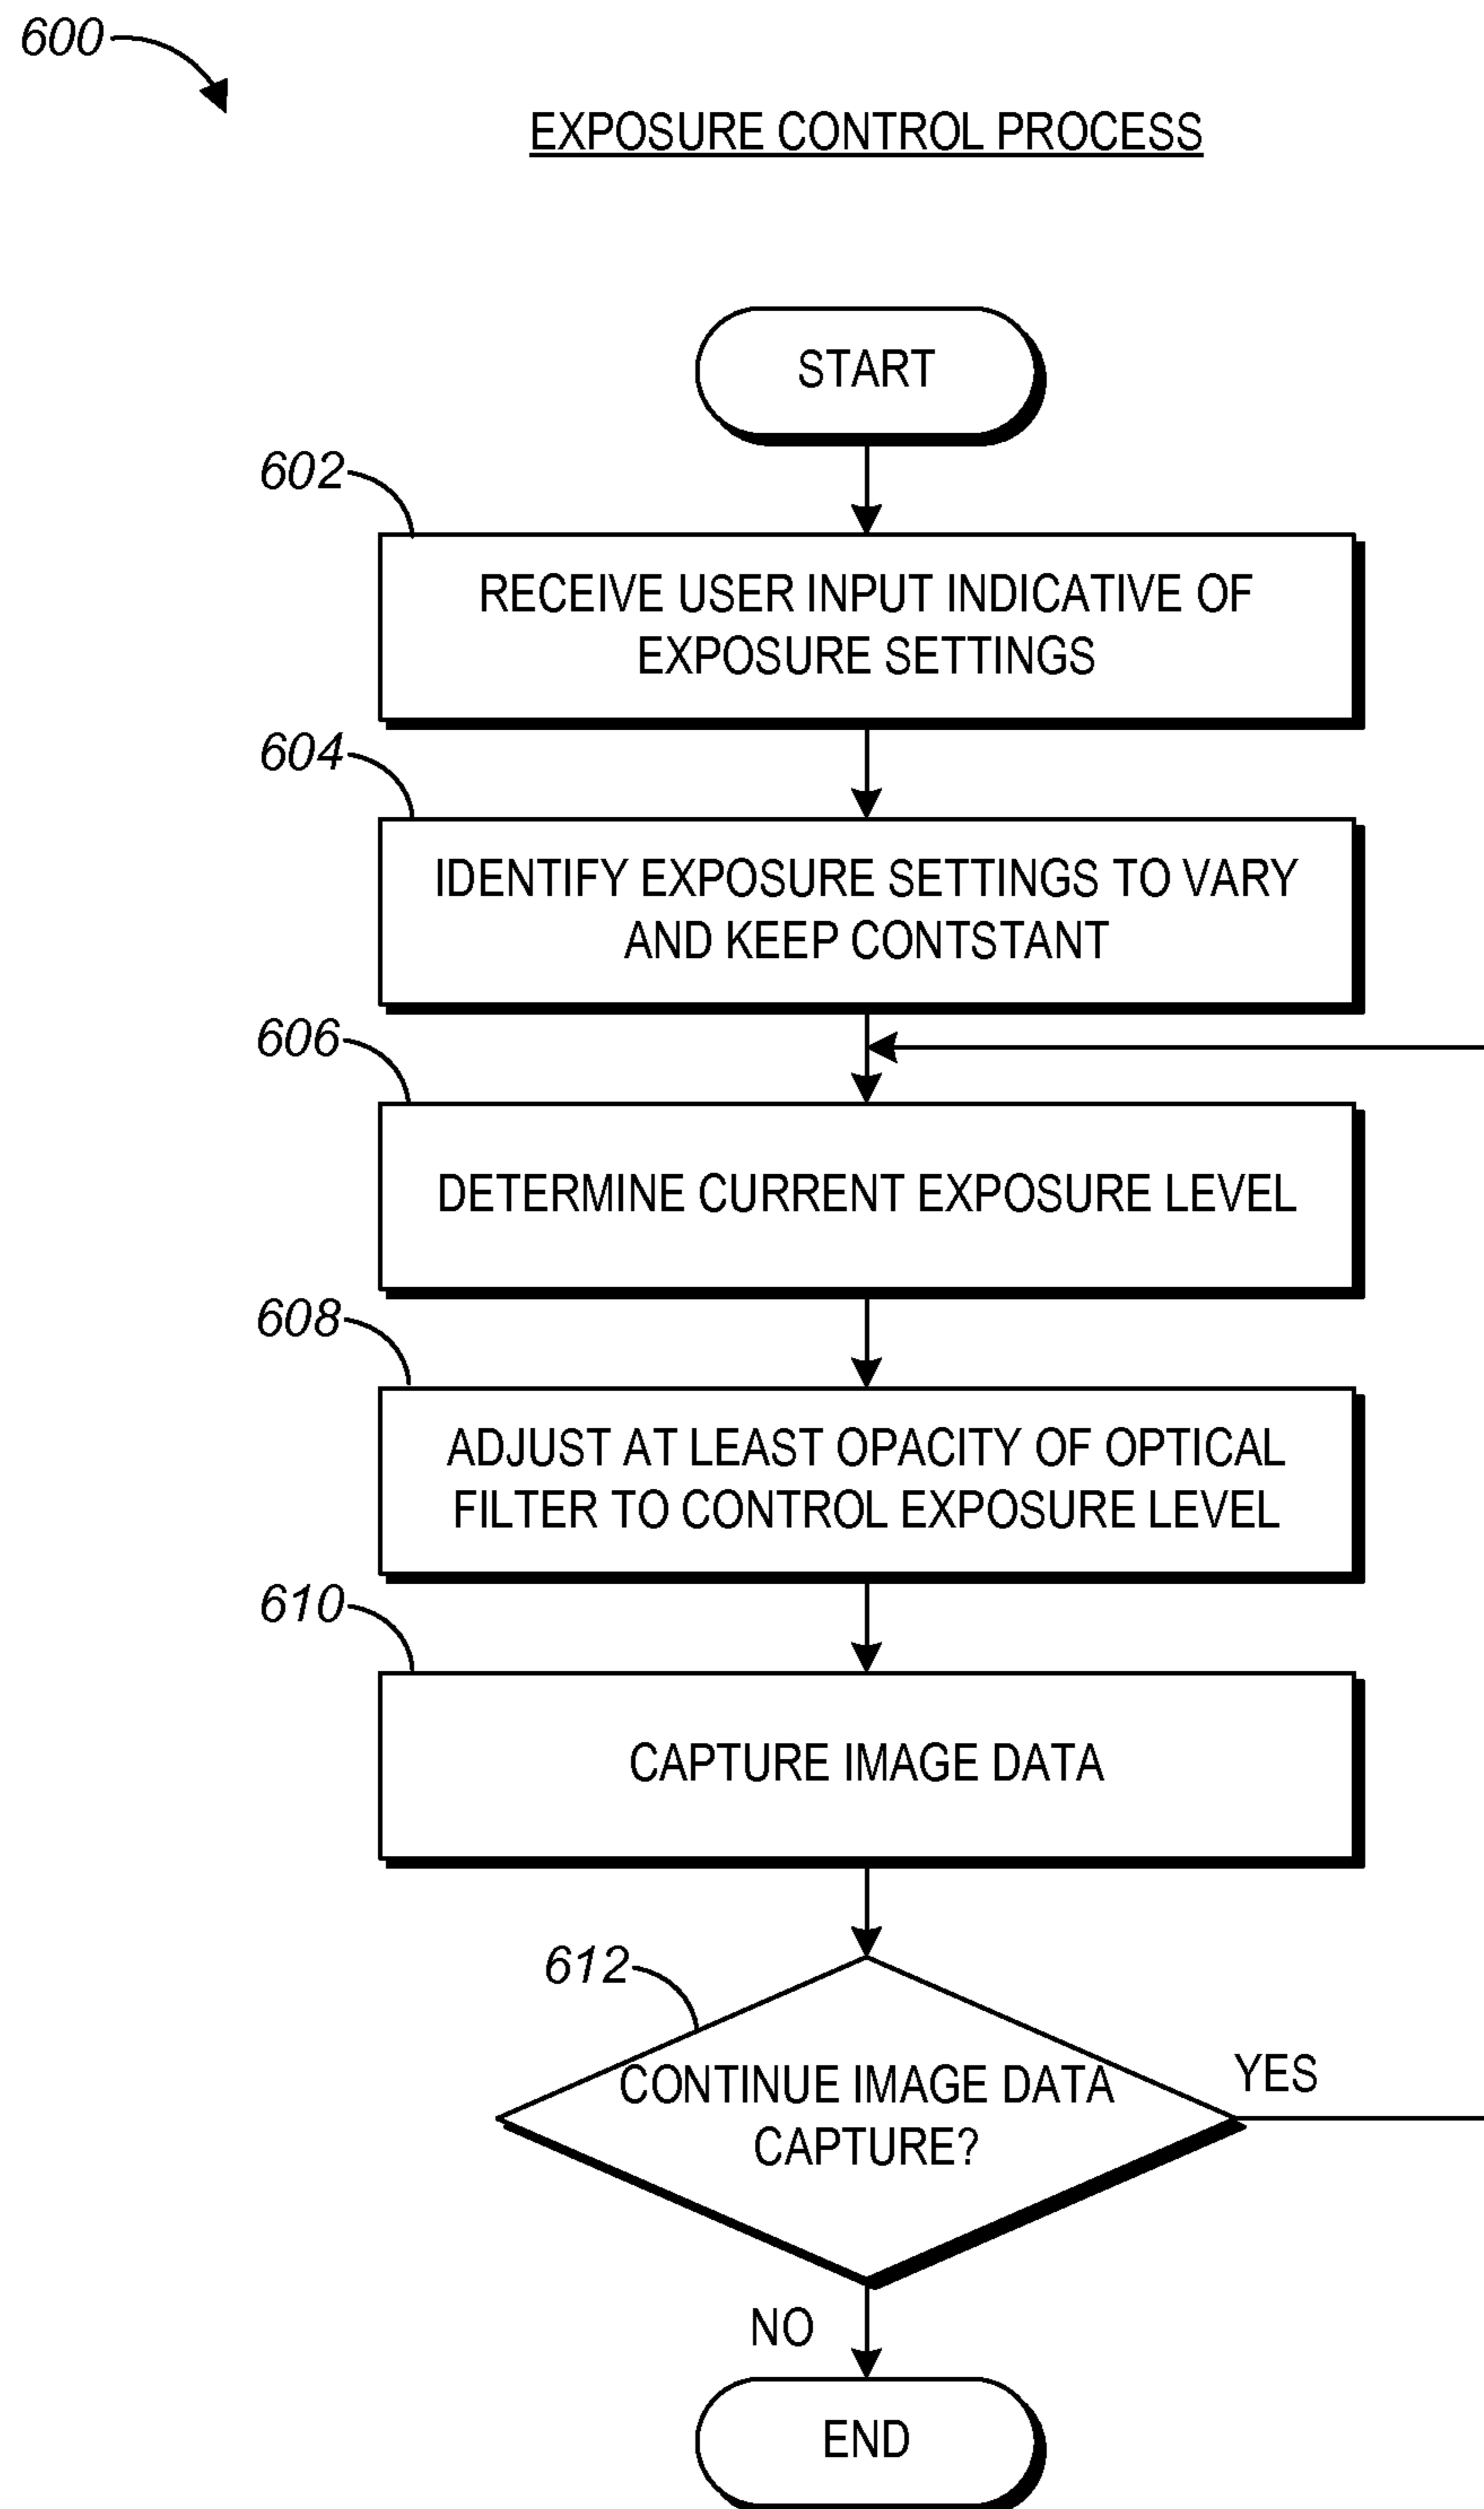 600
EXPOSURE CONTROL PROCESS
START
602
RECEIVE USER INPUT INDICATIVE OF
EXPOSURE SETTINGS
604
IDENTIFY EXPOSURE SETTINGS TO VARY
AND KEEP CONTSTANT
606
DETERMINE CURRENT EXPOSURE LEVEL
608
ADJUST AT LEAST OPACITY OF OPTICAL
FILTER TO CONTROL EXPOSURE LEVEL
610
CAPTURE IMAGE DATA
612
CONTINUE IMAGE DATA
CAPTURE?
YES
NO
END